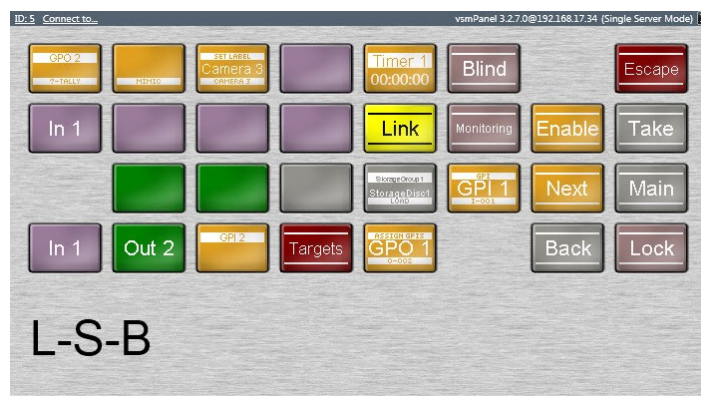 ID: 5 Connect to...
vsmPanel 3.2.7.0@192.168.17.34 (Single Server Mode)
GPO 2
?-TALLY
MIMIC
SET LABEL
Camera 3
CAMERA 3
Timer 1
00:00:00
Blind
Escape
In 1
Link
Monitoring
Enable
Take
StorageGroup1
StorageDisc1
LOAD
GPI
GPI 1
I-001
Next
Main
In 1
Out 2
GPI 2
Targets
ASSIGN GPIS
GPO 1
O-002
Back
Lock
L-S-B